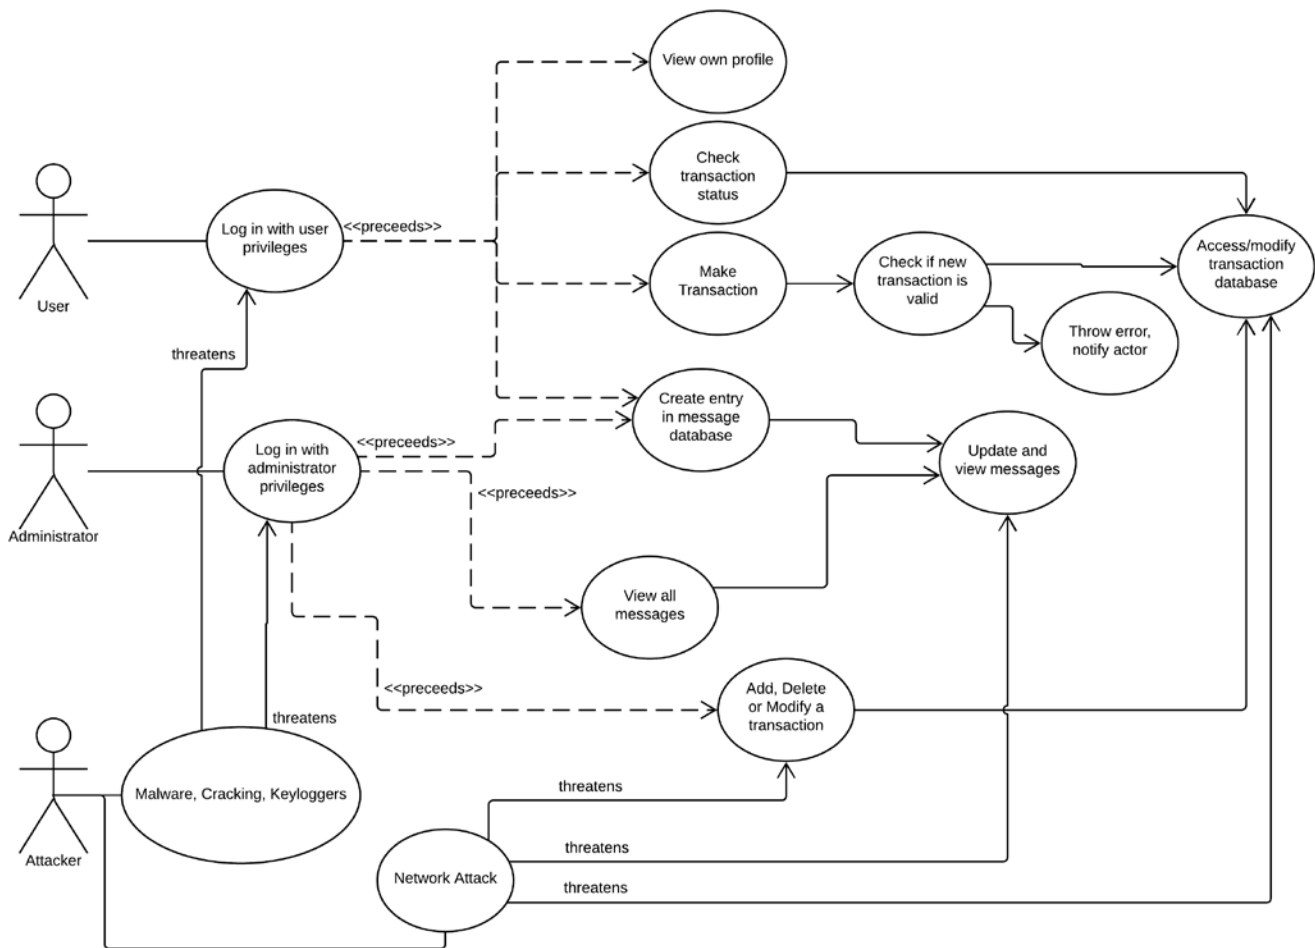 View own profile
Check
transaction
status
Log in with user
privileges
<<preceeds>>
Make
Transaction
Check if new
transaction is
valid
Access/modify
transaction
database
User
Throw error,
notify actor
threatens
Create entry
in message
database
Log in with
administrator
privileges
<<preceeds>>
Update and
view messages
<<preceeds>>
Administrator
View all
messages
<<preceeds>>
Add, Delete
or Modify a
transaction
threatens
Malware, Cracking, Keyloggers
threatens
Attacker
threatens
Network Attack
threatens